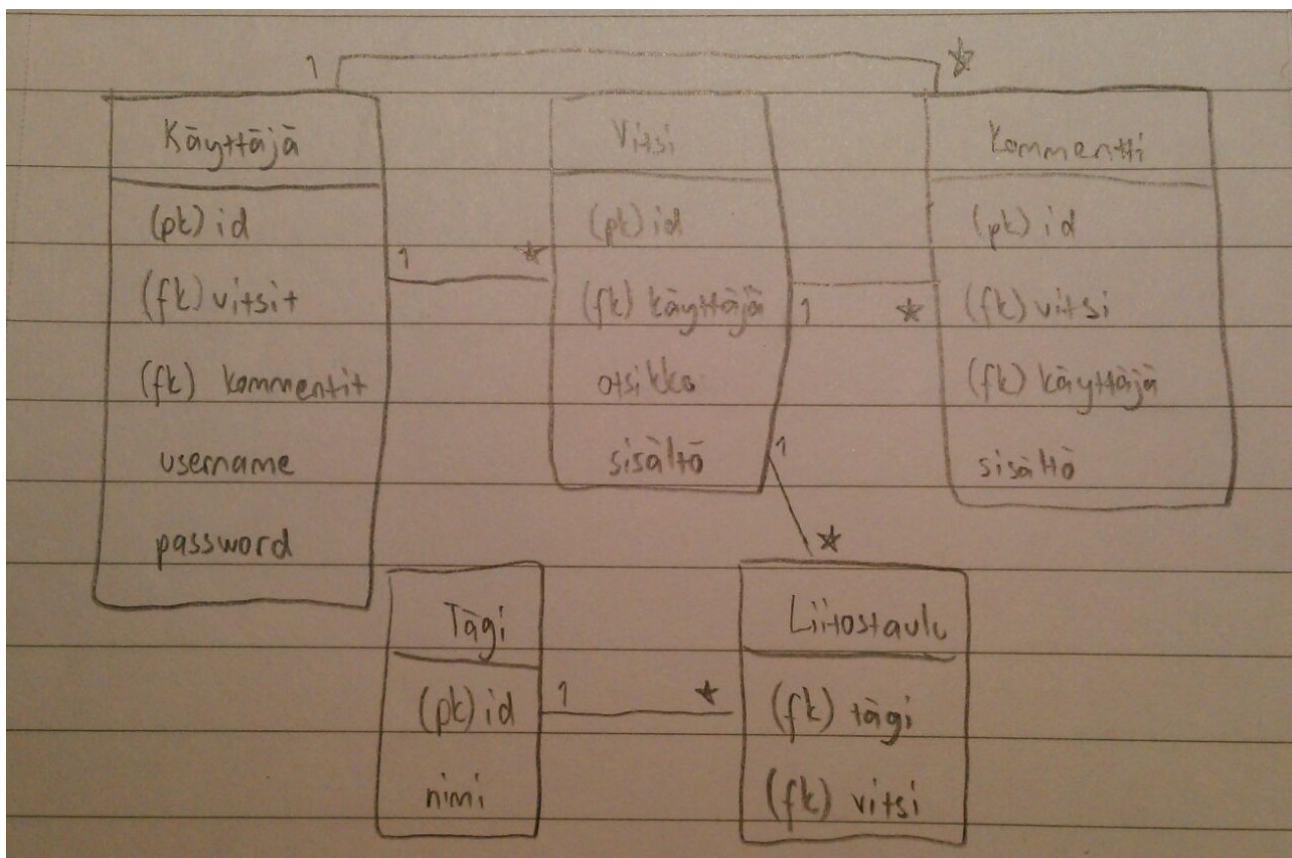 1
*
Käyttäjä
(pk) id
(fk) vitsit
(fk) kommentit
username
password
1
*
Vitsi
(pk) id
(fk) käyttäjä
otsikko
sisältö
1
*
Kommentti
(pk) id
(fk) vitsi
(fk) käyttäjä
sisältö
1
*
Tägi
(pk) id
nimi
1
*
Liitostaulu
(fk) tägi
(fk) vitsi